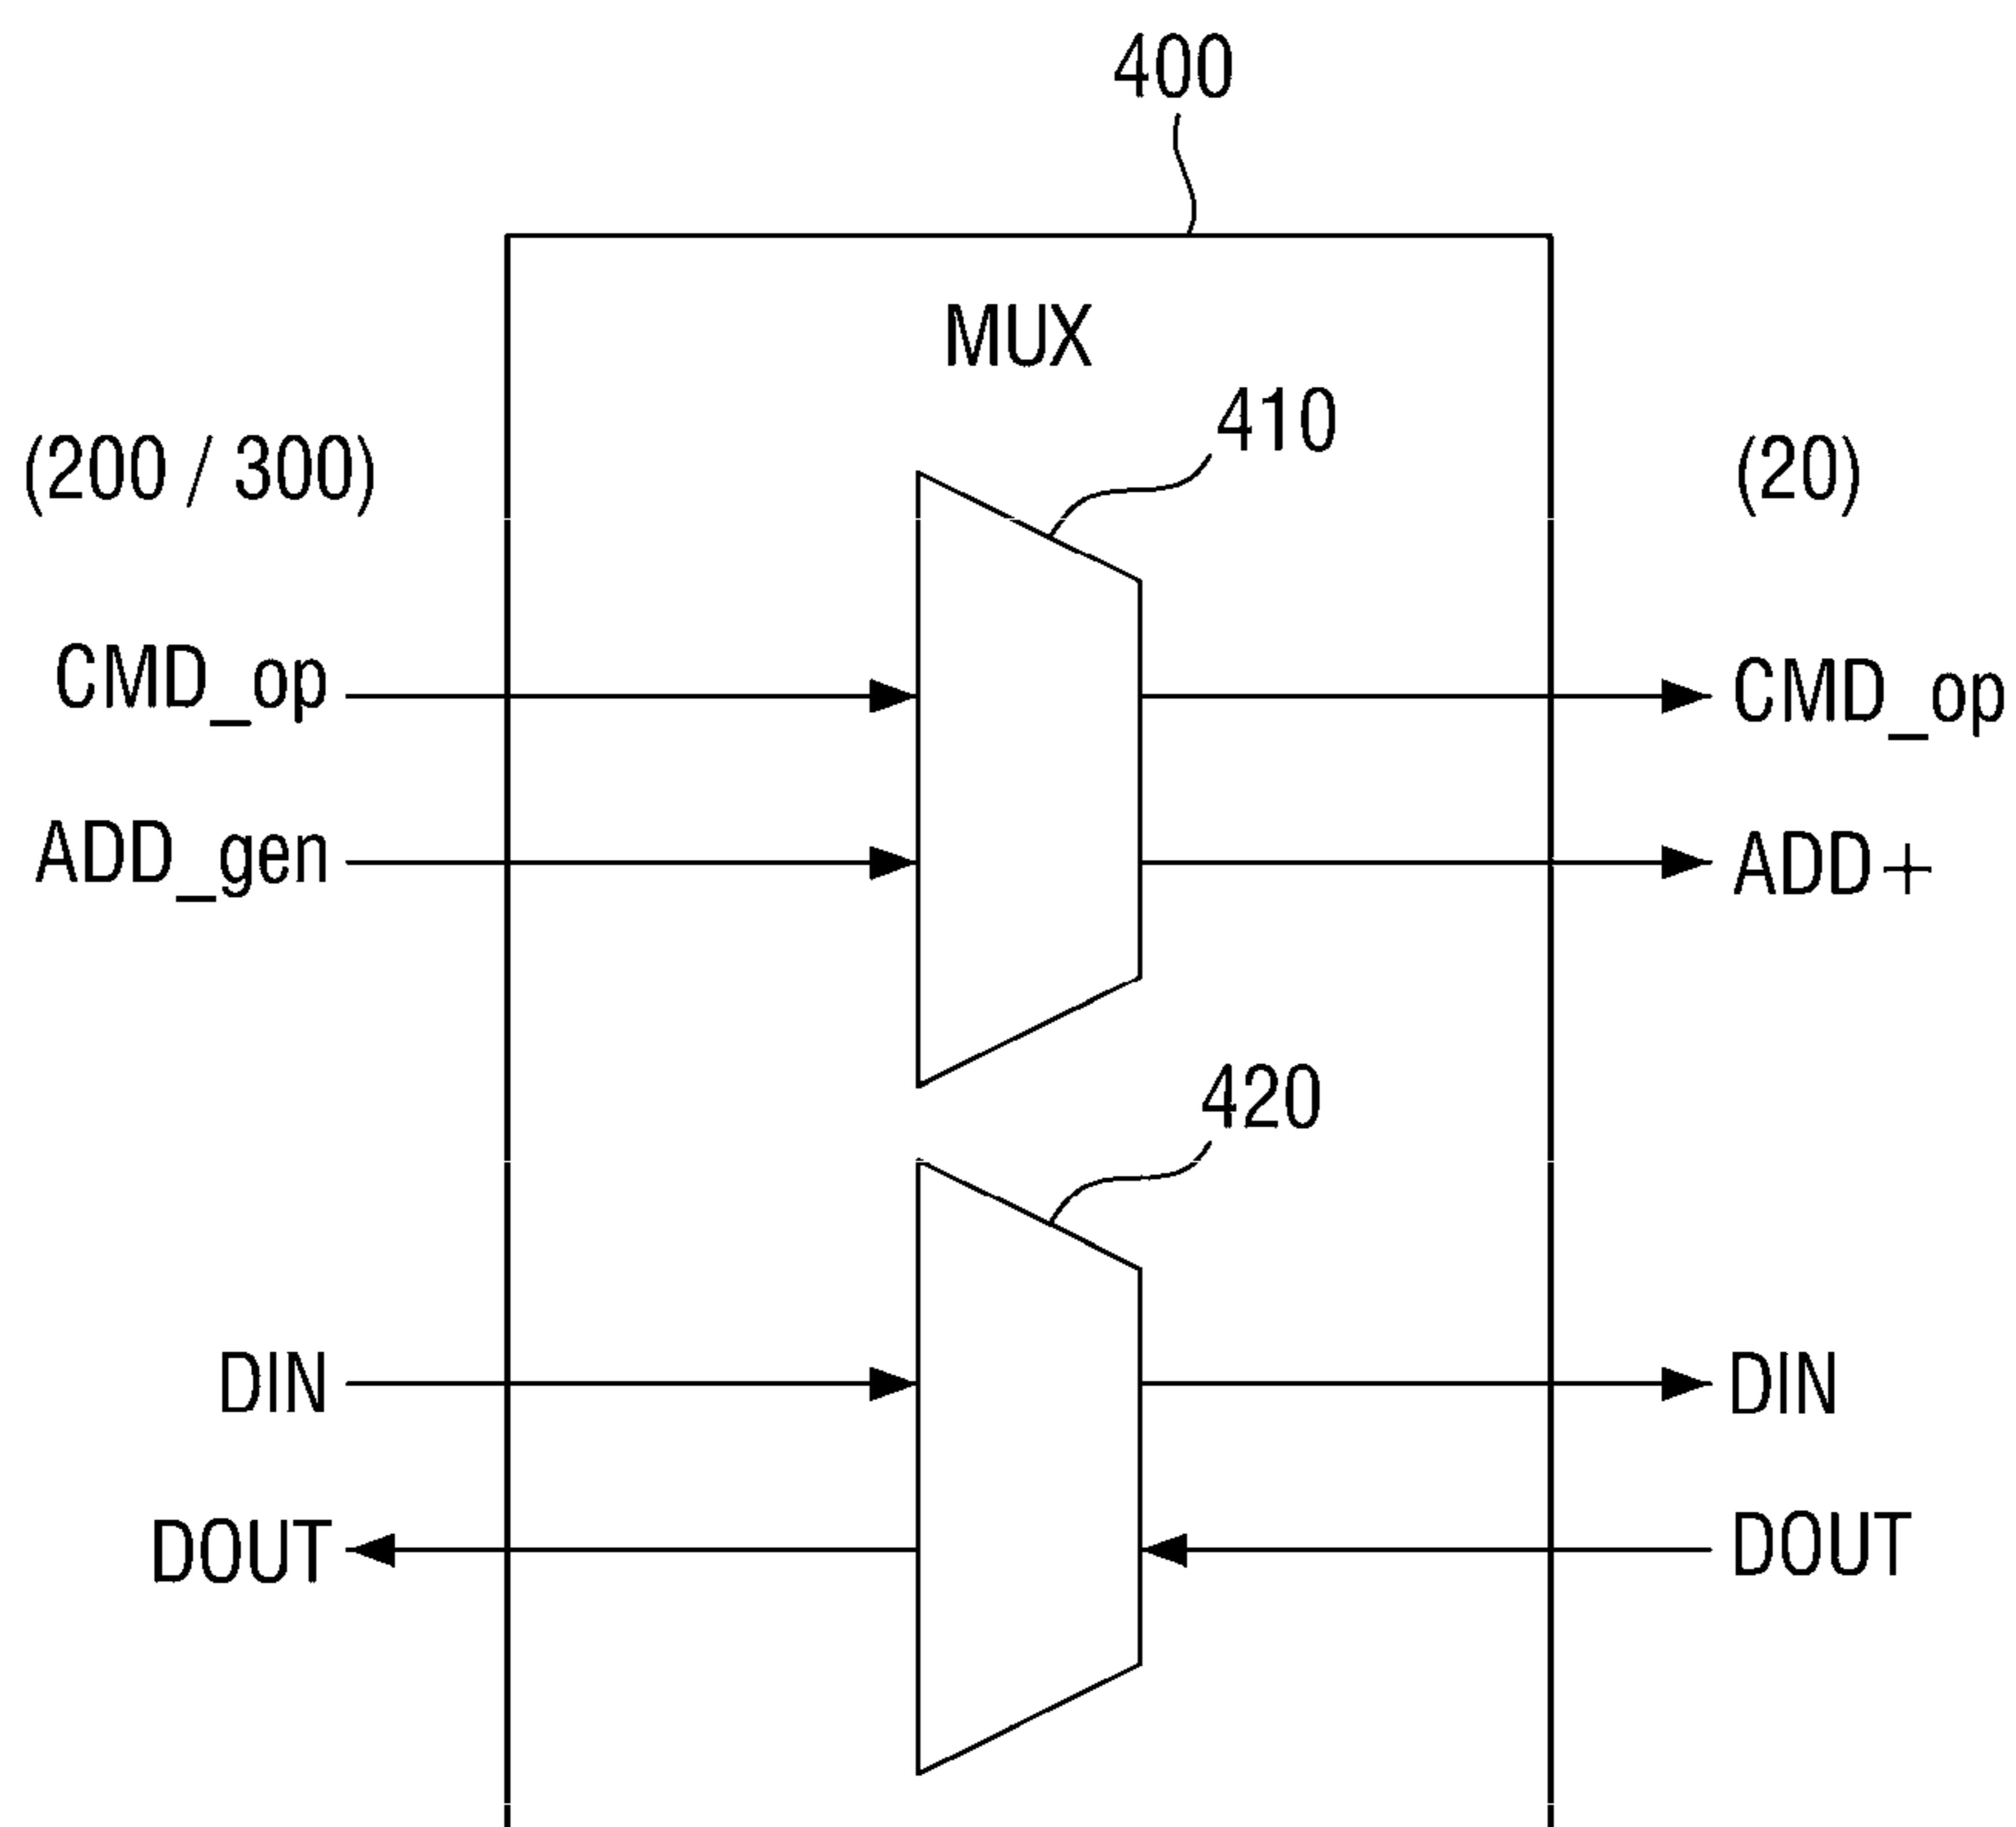 400
MUX
410
(200 / 300)
(20)
CMD_op
CMD_op
ADD_gen
ADD+
420
DIN
DIN
DOUT
DOUT